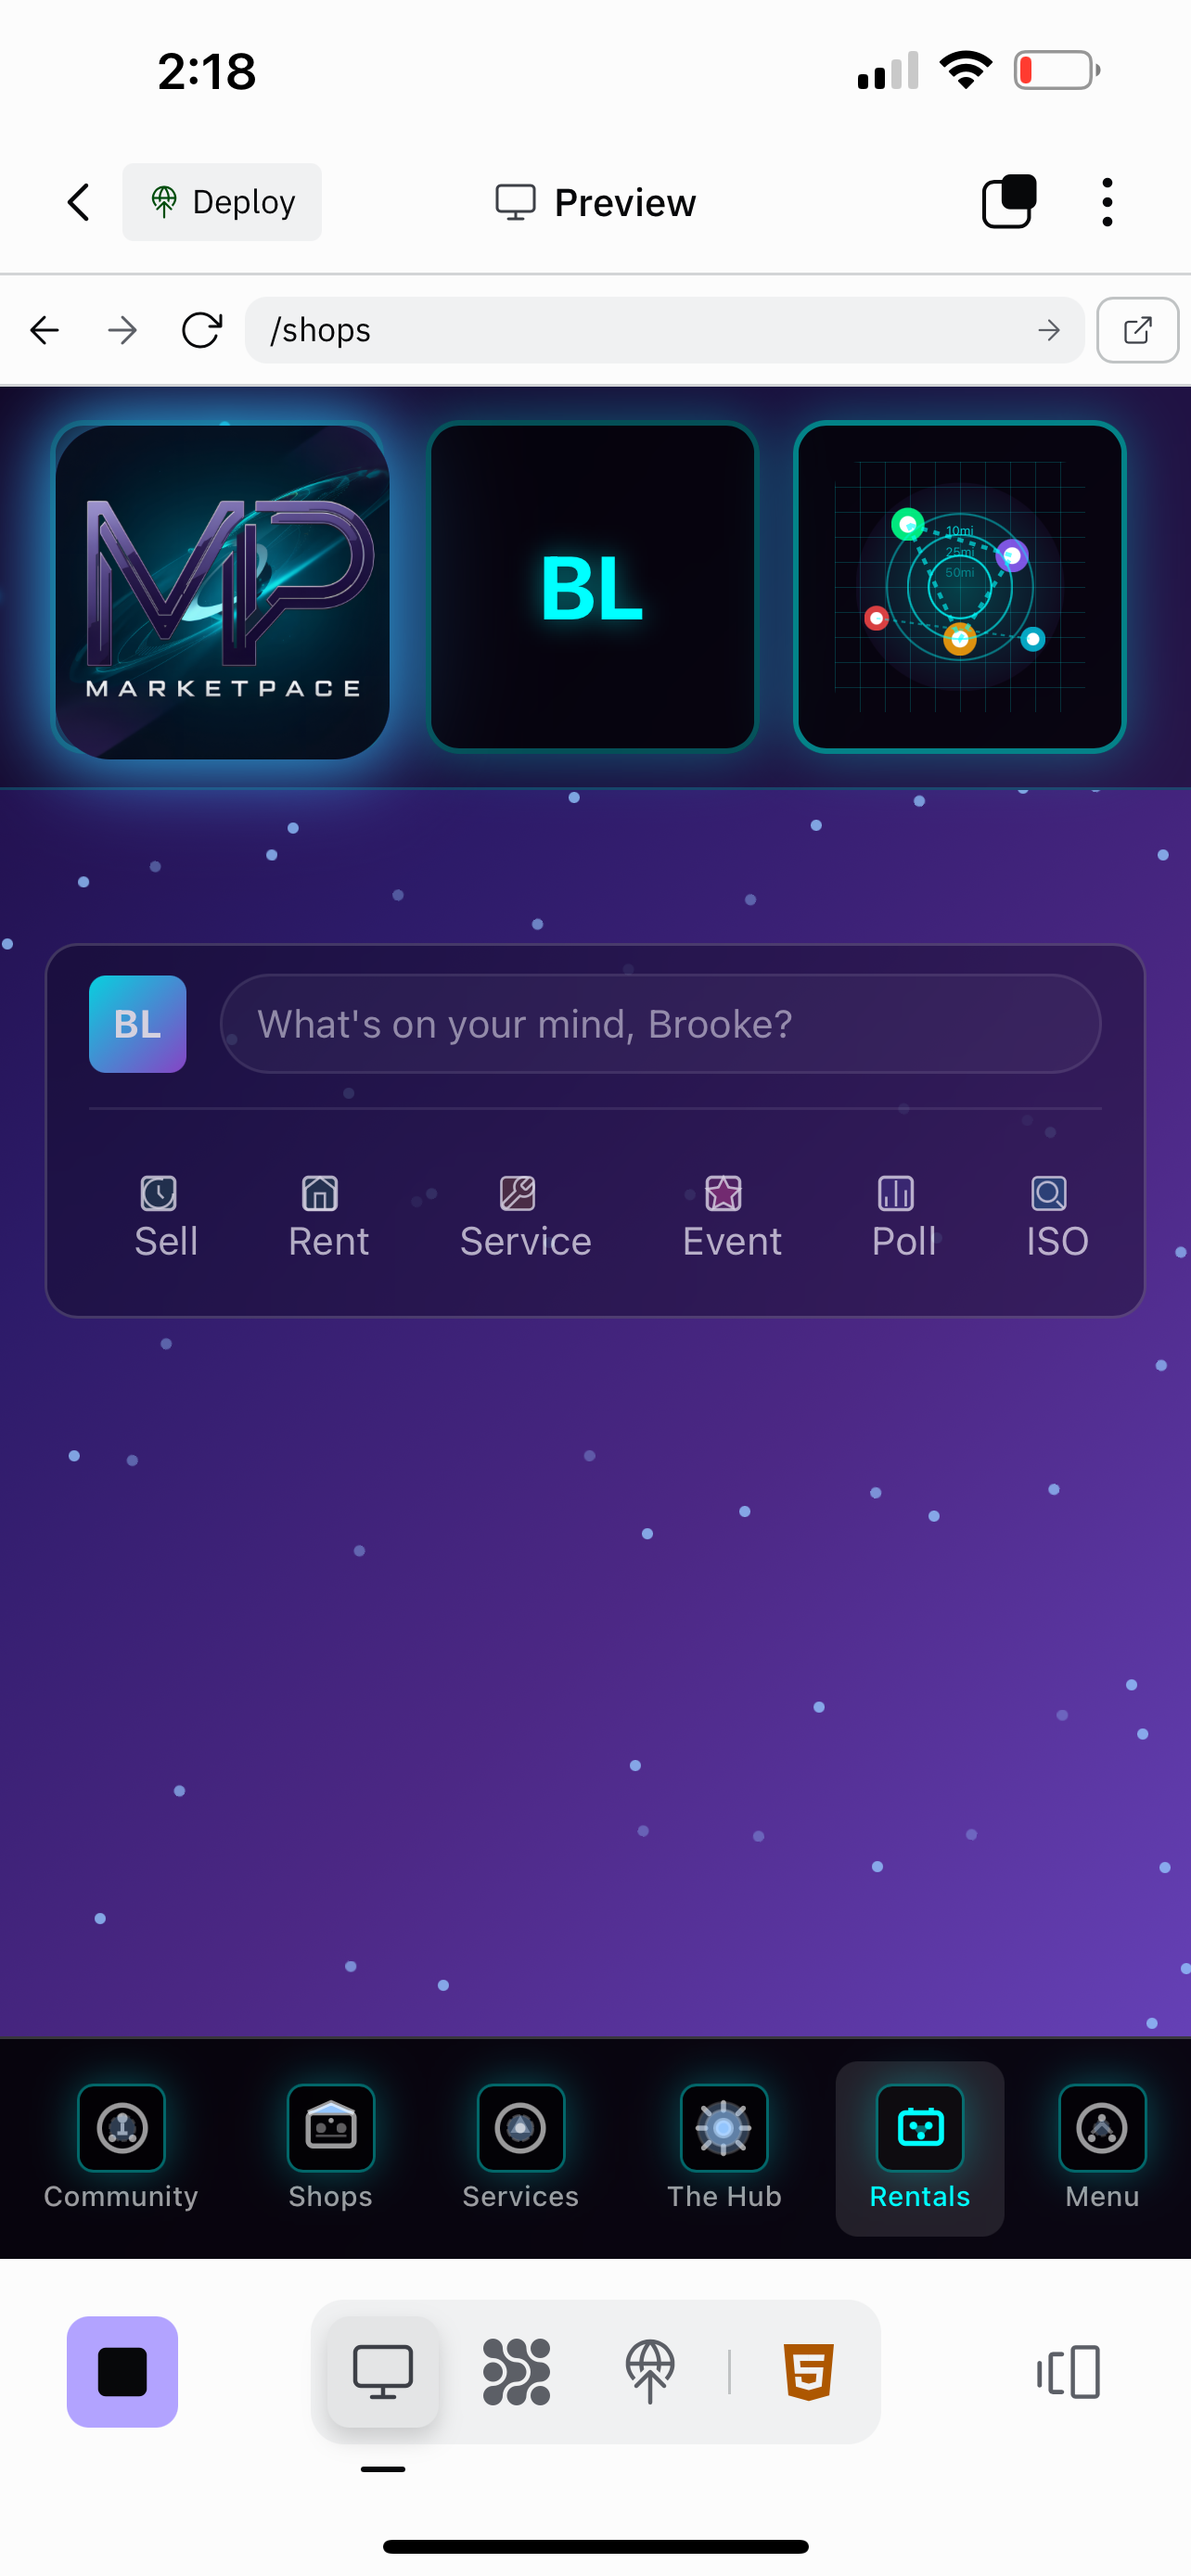 2:18
Deploy
Preview
/shops
MP
MARKETPACE
BL
10mi
25mi
50mi
BL
What's on your mind, Brooke?
Sell
Rent
Service
Event
Poll
ISO
Community
Shops
Services
The Hub
Rentals
Menu
5